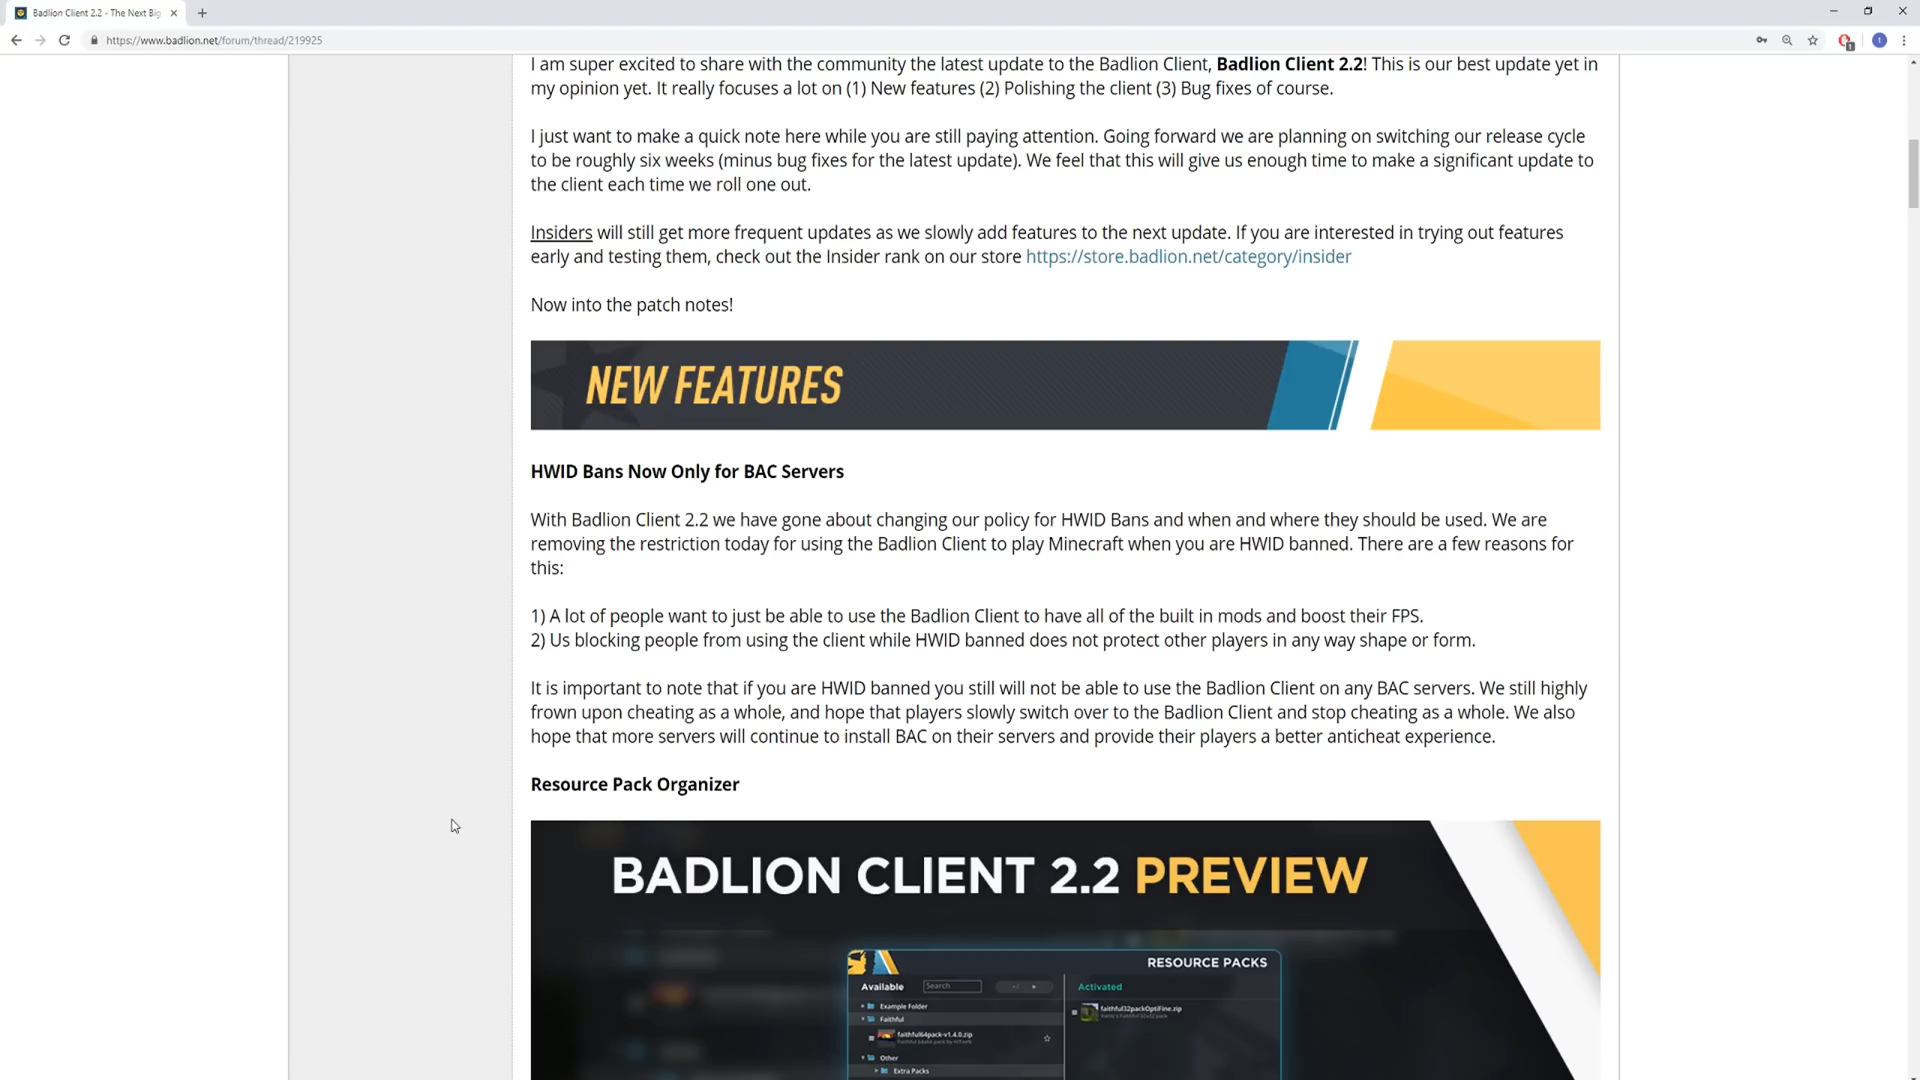 Badlion Client 2.2 - The Next Big
https://www.badlion.net/forum/thread/219925
I am super excited to share with the community the latest update to the Badlion Client, Badlion Client 2.2! This is our best update yet in
my opinion yet. It really focuses a lot on (1) New features (2) Polishing the client (3) Bug fixes of course.
I just want to make a quick note here while you are still paying attention. Going forward we are planning on switching our release cycle
to be roughly six weeks (minus bug fixes for the latest update). We feel that this will give us enough time to make a significant update to
the client each time we roll one out.
Insiders will still get more frequent updates as we slowly add features to the next update. If you are interested in trying out features
early and testing them, check out the Insider rank on our store https://store.badlion.net/category/insider
Now into the patch notes!
NEW FEATURES
HWID Bans Now Only for BAC Servers
With Badlion Client 2.2 we have gone about changing our policy for HWID Bans and when and where they should be used. We are
removing the restriction today for using the Badlion Client to play Minecraft when you are HWID banned. There are a few reasons for
this:
1) A lot of people want to just be able to use the Badlion Client to have all of the built in mods and boost their FPS.
2) Us blocking people from using the client while HWID banned does not protect other players in any way shape or form.
It is important to note that if you are HWID banned you still will not be able to use the Badlion Client on any BAC servers. We still highly
frown upon cheating as a whole, and hope that players slowly switch over to the Badlion Client and stop cheating as a whole. We also
hope that more servers will continue to install BAC on their servers and provide their players a better anticheat experience.
Resource Pack Organizer
BADLION CLIENT 2.2 PREVIEW
RESOURCE PACKS
Available Search Activated
Example Folder
faithful32packOptiFine.zip
Faithful
faithful64pack-v1.4.0.zip
Other
Extra Packs